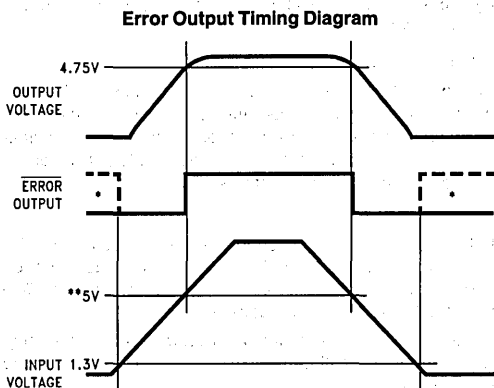 Error Output Timing Diagram
4.75V
OUTPUT
VOLTAGE
ERROR
OUTPUT
*
*
**5V
INPUT 1.3V
VOLTAGE